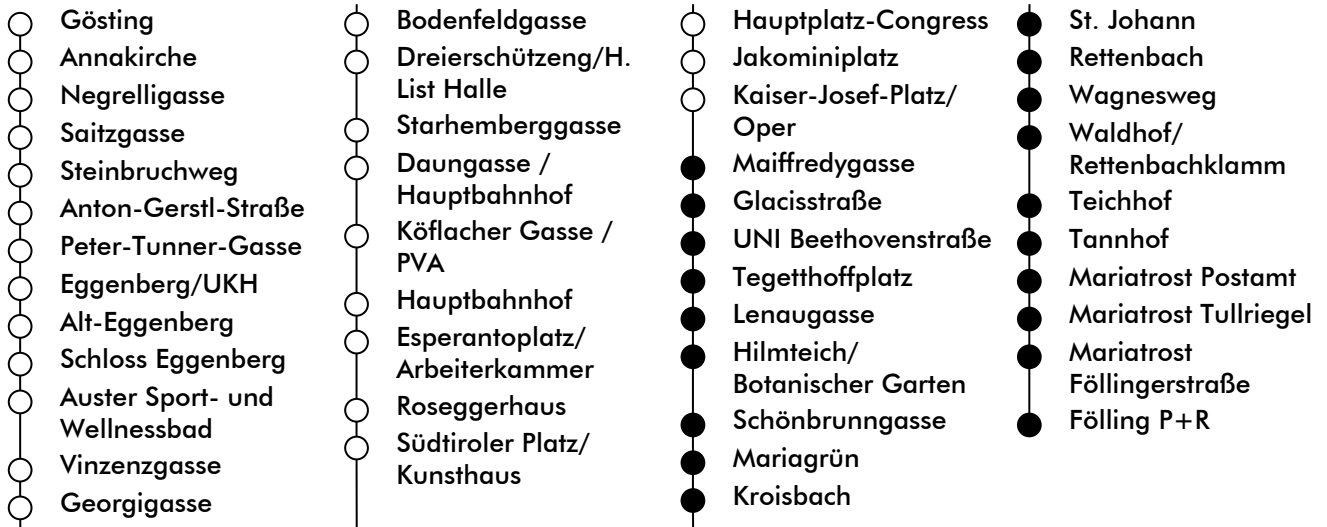 Gösting
Annakirche
Negrelligasse
Saitzgasse
Steinbruchweg
Anton-Gerstl-Straße
Peter-Tunner-Gasse
Eggenberg/UKH
Alt-Eggenberg
Schloss Eggenberg
Auster Sport- und
Wellnessbad
Vinzenzgasse
Georgigasse
Bodenfeldgasse
Dreierschützeng/H.
List Halle
Starhemberggasse
Daungasse /
Hauptbahnhof
Köflacher Gasse /
PVA
Hauptbahnhof
Esperantoplatz/
Arbeiterkammer
Roseggerhaus
Südtiroler Platz/
Kunsthaus
Hauptplatz-Congress
Jakominiplatz
Kaiser-Josef-Platz/
Oper
Maiffredygasse
Glacisstraße
UNI Beethovenstraße
Tegetthoffplatz
Lenaugasse
Hilmteich/
Botanischer Garten
Schönbrunngasse
Mariagrün
Kroisbach
St. Johann
Rettenbach
Wagnesweg
Waldhof/
Rettenbachklamm
Teichhof
Tannhof
Mariatrost Postamt
Mariatrost Tullriegel
Mariatrost
Föllingerstraße
Fölling P+R